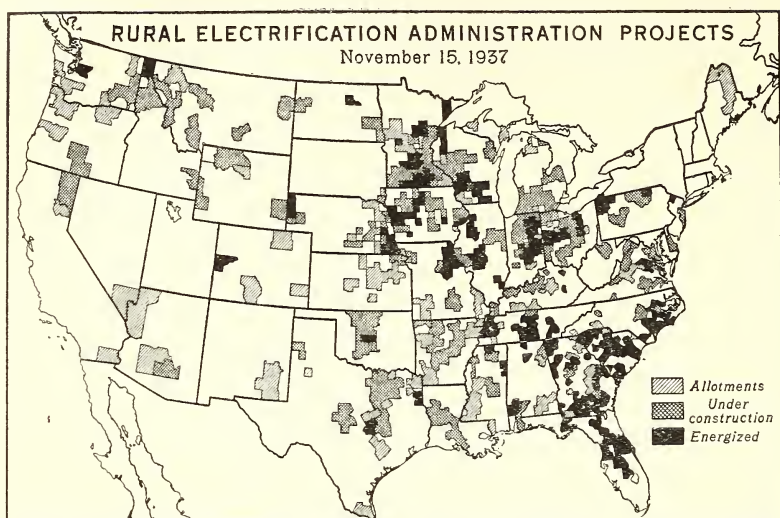 RURAL ELECTRIFICATION ADMINISTRATION PROJECTS
November 15, 1937
Allotments
Under
construction
Energized